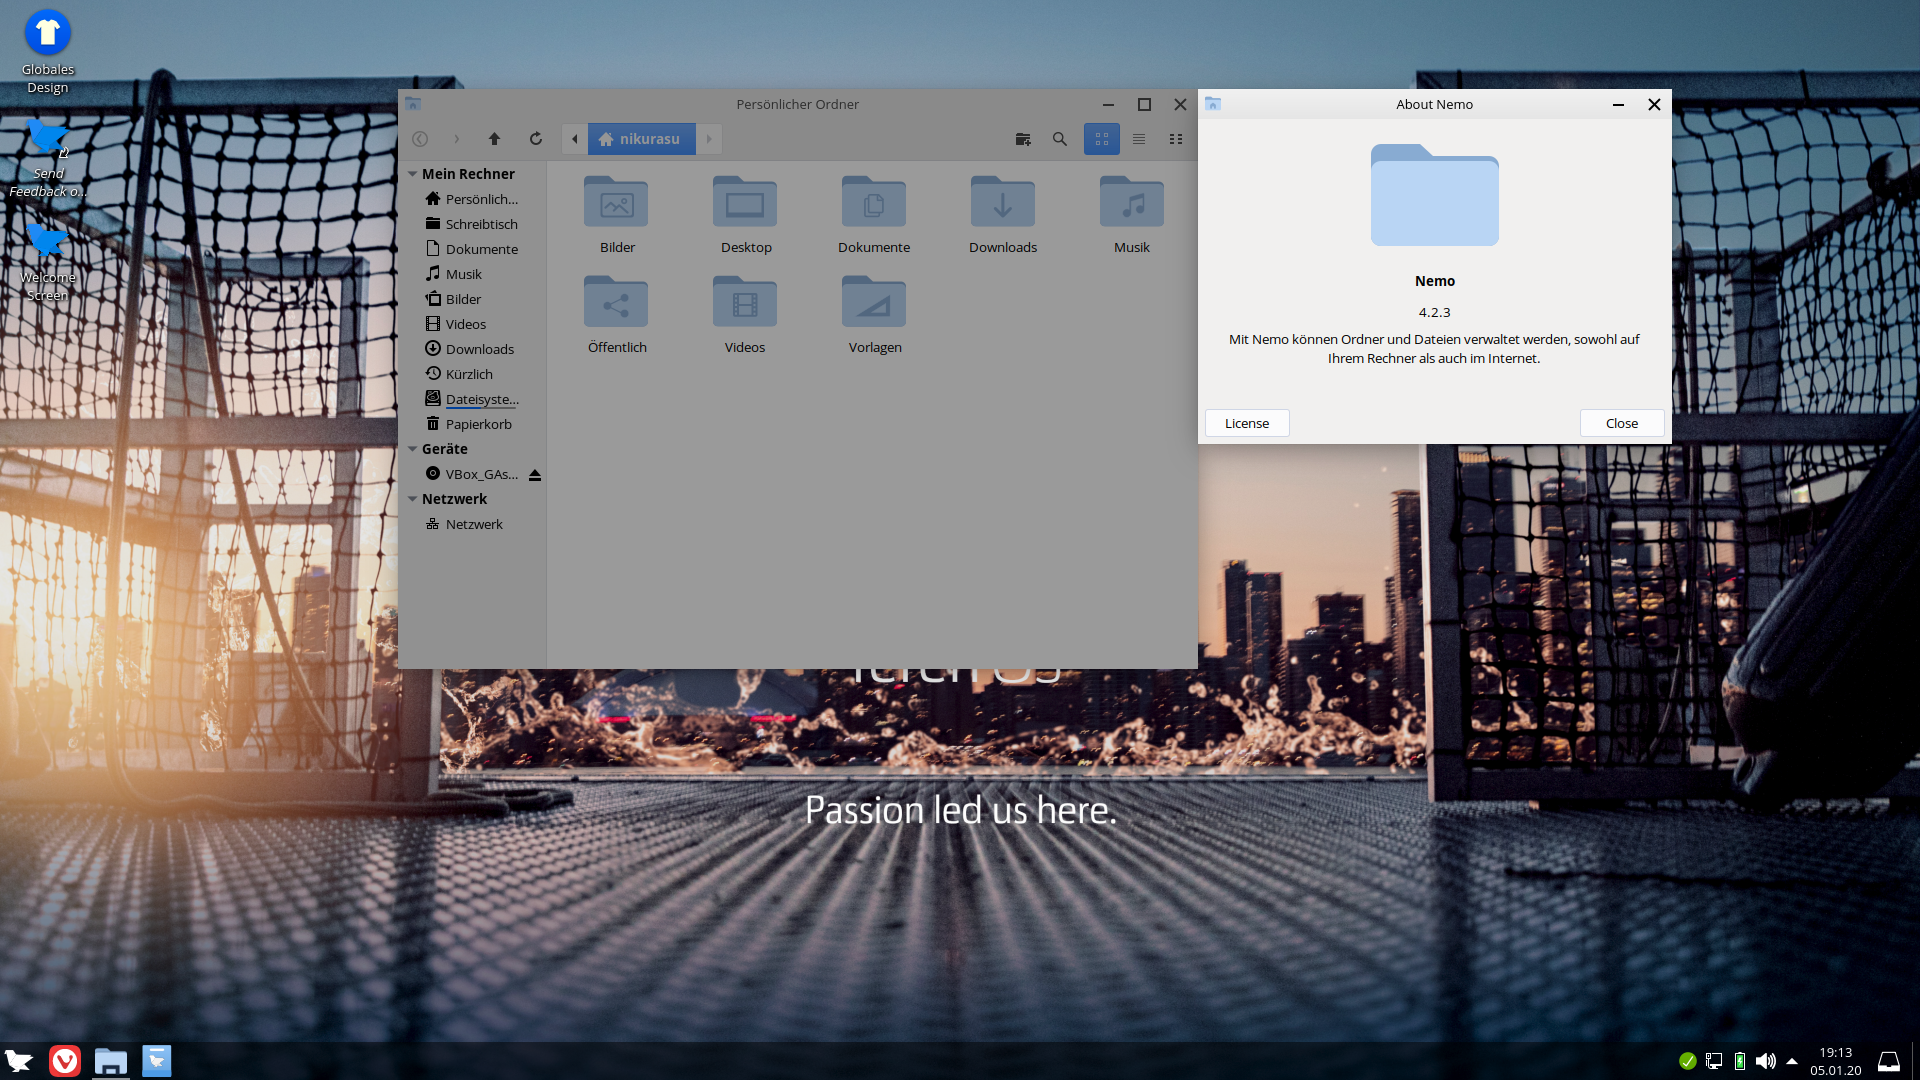 Globales
Design
Send
Feedback o...
Welcome
Screen
Persönlicher Ordner
nikurasu
Mein Rechner
Persönlich...
Schreibtisch
Dokumente
Musik
Bilder
Videos
Downloads
Kürzlich
Dateisyste...
Papierkorb
Geräte
VBox_GAs...
Netzwerk
Netzwerk
Bilder
Desktop
Dokumente
Downloads
Musik
Öffentlich
Videos
Vorlagen
About Nemo
Nemo
4.2.3
Mit Nemo können Ordner und Dateien verwaltet werden, sowohl auf
Ihrem Rechner als auch im Internet.
License
Close
Passion led us here.
19:13
05.01.20